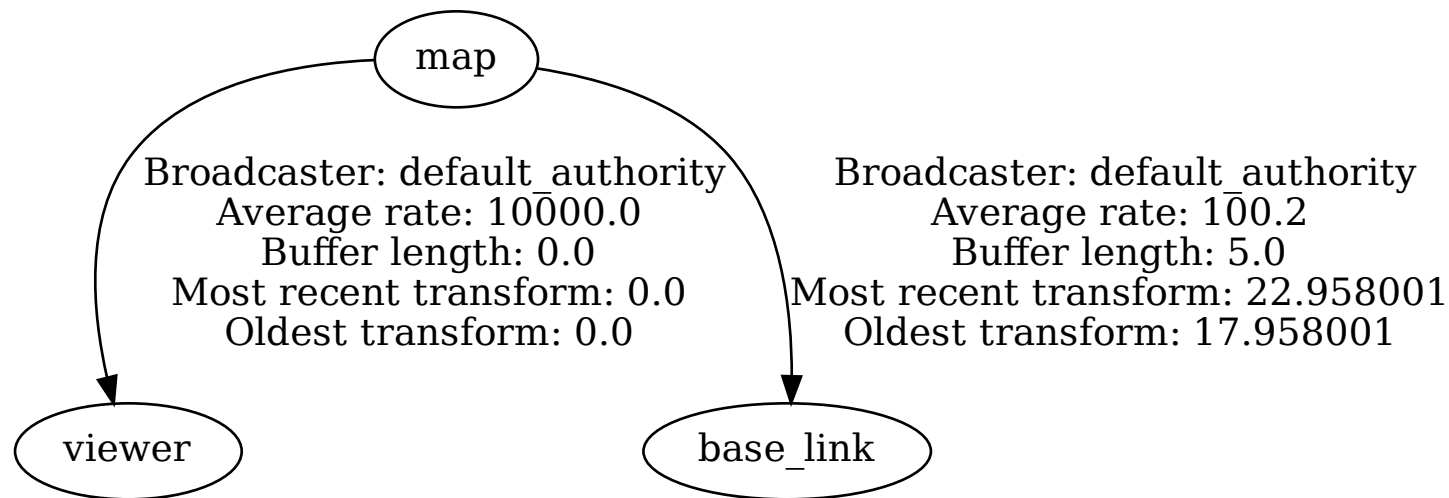 map
Broadcaster: default_authority
Average rate: 10000.0
Buffer length: 0.0
Most recent transform: 0.0
Oldest transform: 0.0
Broadcaster: default_authority
Average rate: 100.2
Buffer length: 5.0
Most recent transform: 22.958001
Oldest transform: 17.958001
viewer
base_link